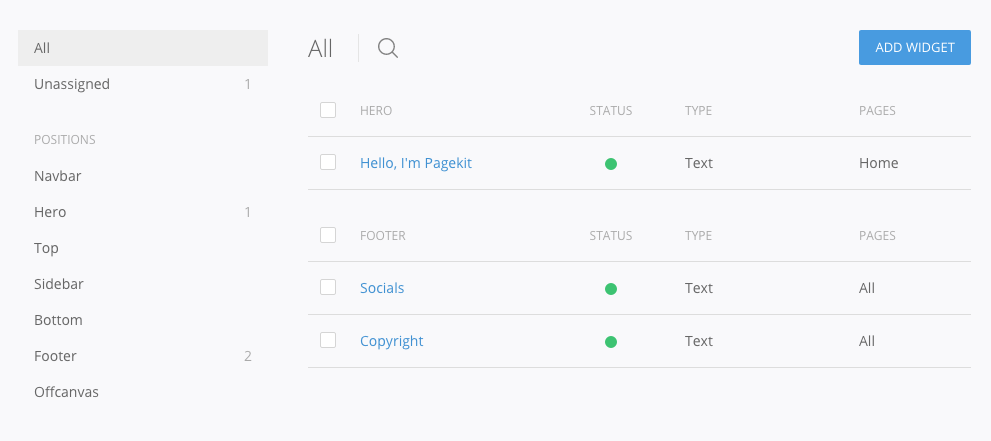 All
Unassigned 1
POSITIONS
Navbar
Hero 1
Top
Sidebar
Bottom
Footer 2
Offcanvas
All
ADD WIDGET
HERO STATUS TYPE PAGES
Hello, I'm Pagekit Text Home
FOOTER STATUS TYPE PAGES
Socials Text All
Copyright Text All